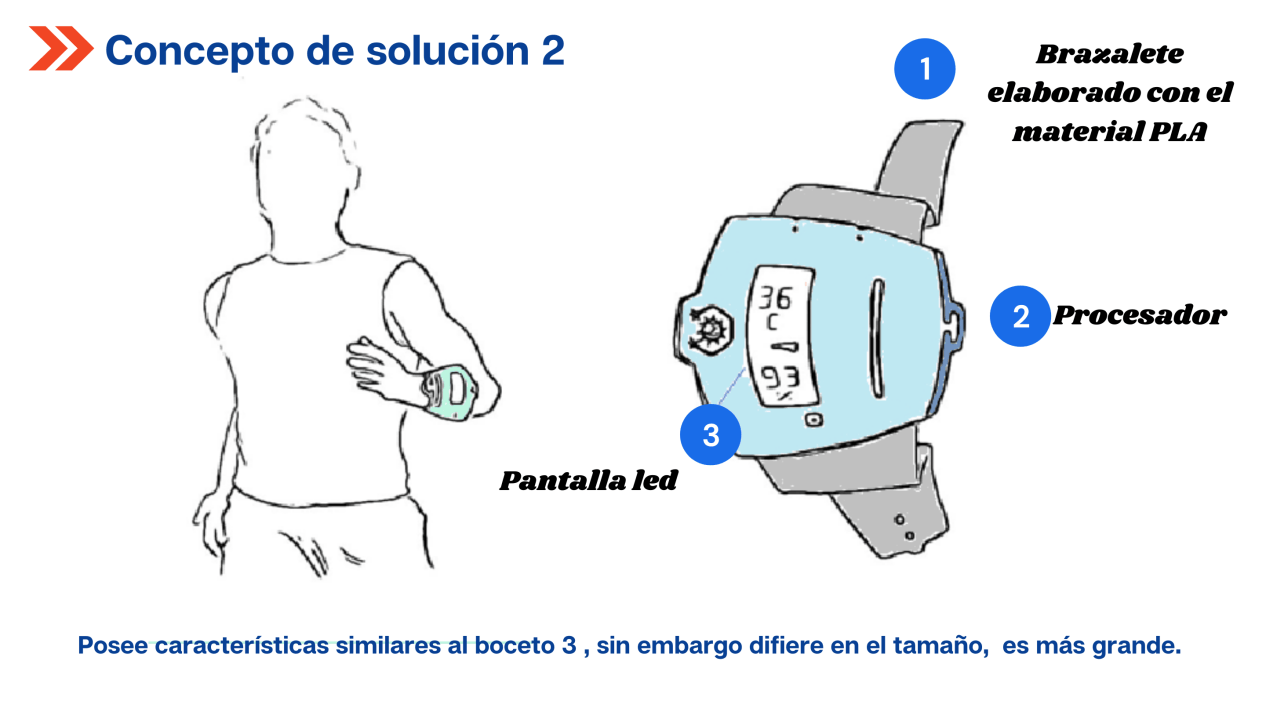 Concepto de solución 2
1
Brazalete
elaborado con el
material PLA
36
C
93
%
2
Procesador
3
Pantalla led
Posee características similares al boceto 3 , sin embargo difiere en el tamaño,  es más grande.